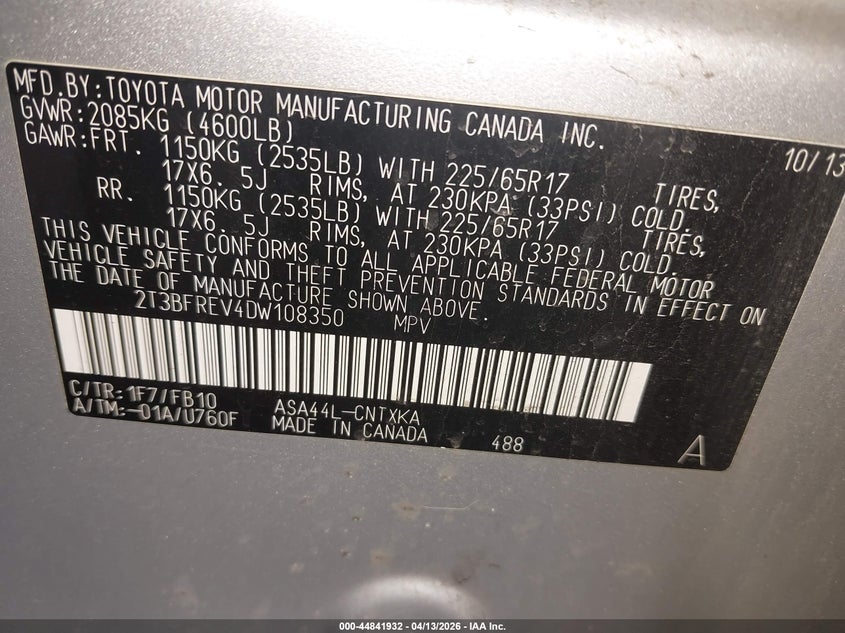 MFD.BY:TOYOTA MOTOR MANUFACTURING CANADA INC. 10/13
GVWR:2085KG (4600LB)
GAWR:FRT. 1150KG (2535LB) WITH 225/65R17 TIRES,
17X6. 5J RIMS, AT 230KPA (33PSI) COLD.
RR. 1150KG (2535LB) WITH 225/65R17 TIRES,
17X6. 5J RIMS, AT 230KPA (33PSI) COLD.
THIS VEHICLE CONFORMS TO ALL APPLICABLE FEDERAL MOTOR
VEHICLE SAFETY AND THEFT PREVENTION STANDARDS IN EFFECT ON
THE DATE OF MANUFACTURE SHOWN ABOVE.
2T3BFREV4DW108350 MPV
C/TR:1F7/FB10 ASA44L-CNTXKA
A/TM:-01A/U760F MADE IN CANADA 488 A
000-44841932 - 04/13/2026 - IAA Inc.